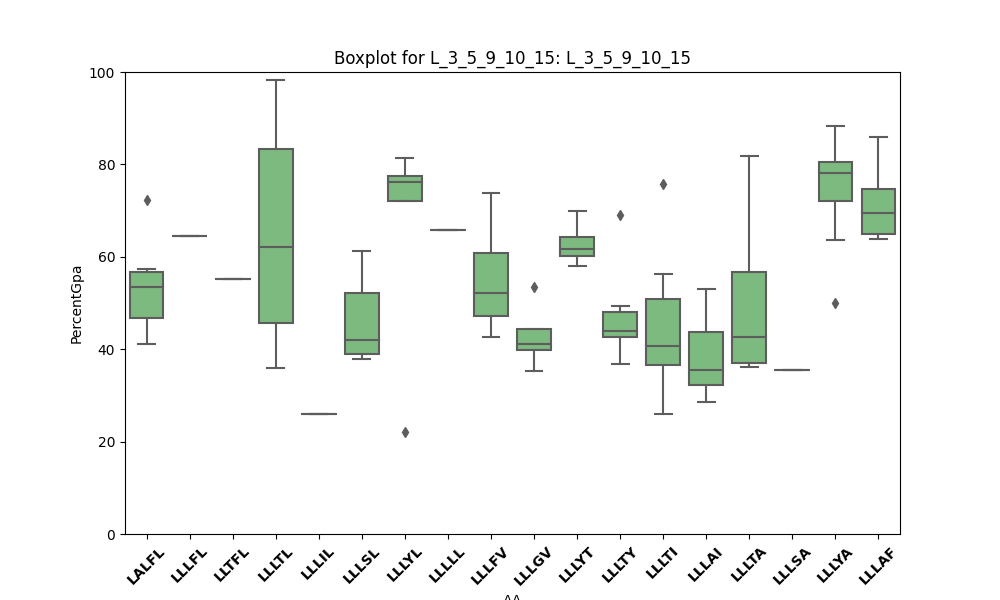 Boxplot for L_3_5_9_10_15: L_3_5_9_10_15
PercentGpa
100
80
60
40
20
0
LALFL
LLLFL
LLTFL
LLLTL
LLLIL
LLLSL
LLLYL
LLLLL
LLLFV
LLLGV
LLLYT
LLLTY
LLLTI
LLLAI
LLLTA
LLLSA
LLLYA
LLLAF
AA